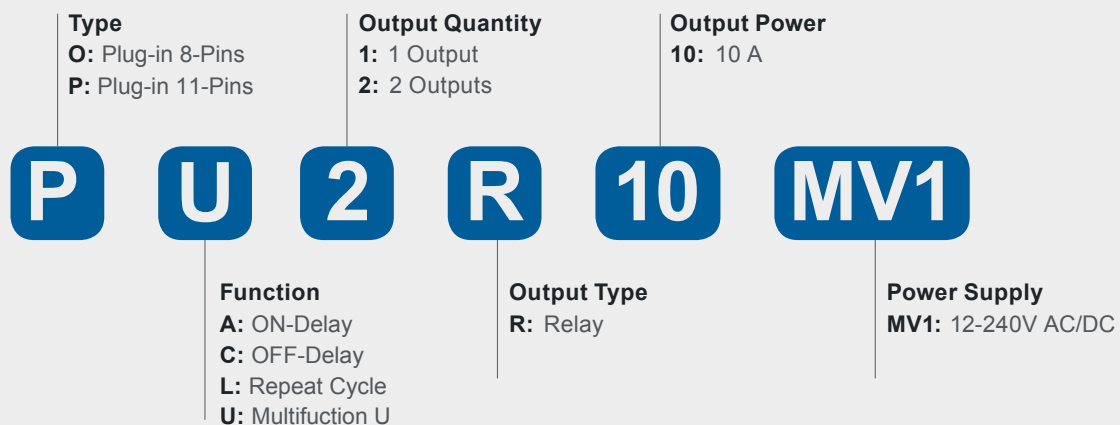 Type
O: Plug-in 8-Pins
P: Plug-in 11-Pins
Output Quantity
1: 1 Output
2: 2 Outputs
Output Power
10: 10 A
P U 2 R 10 MV1
Function
A: ON-Delay
C: OFF-Delay
L: Repeat Cycle
U: Multifuction U
Output Type
R: Relay
Power Supply
MV1: 12-240V AC/DC